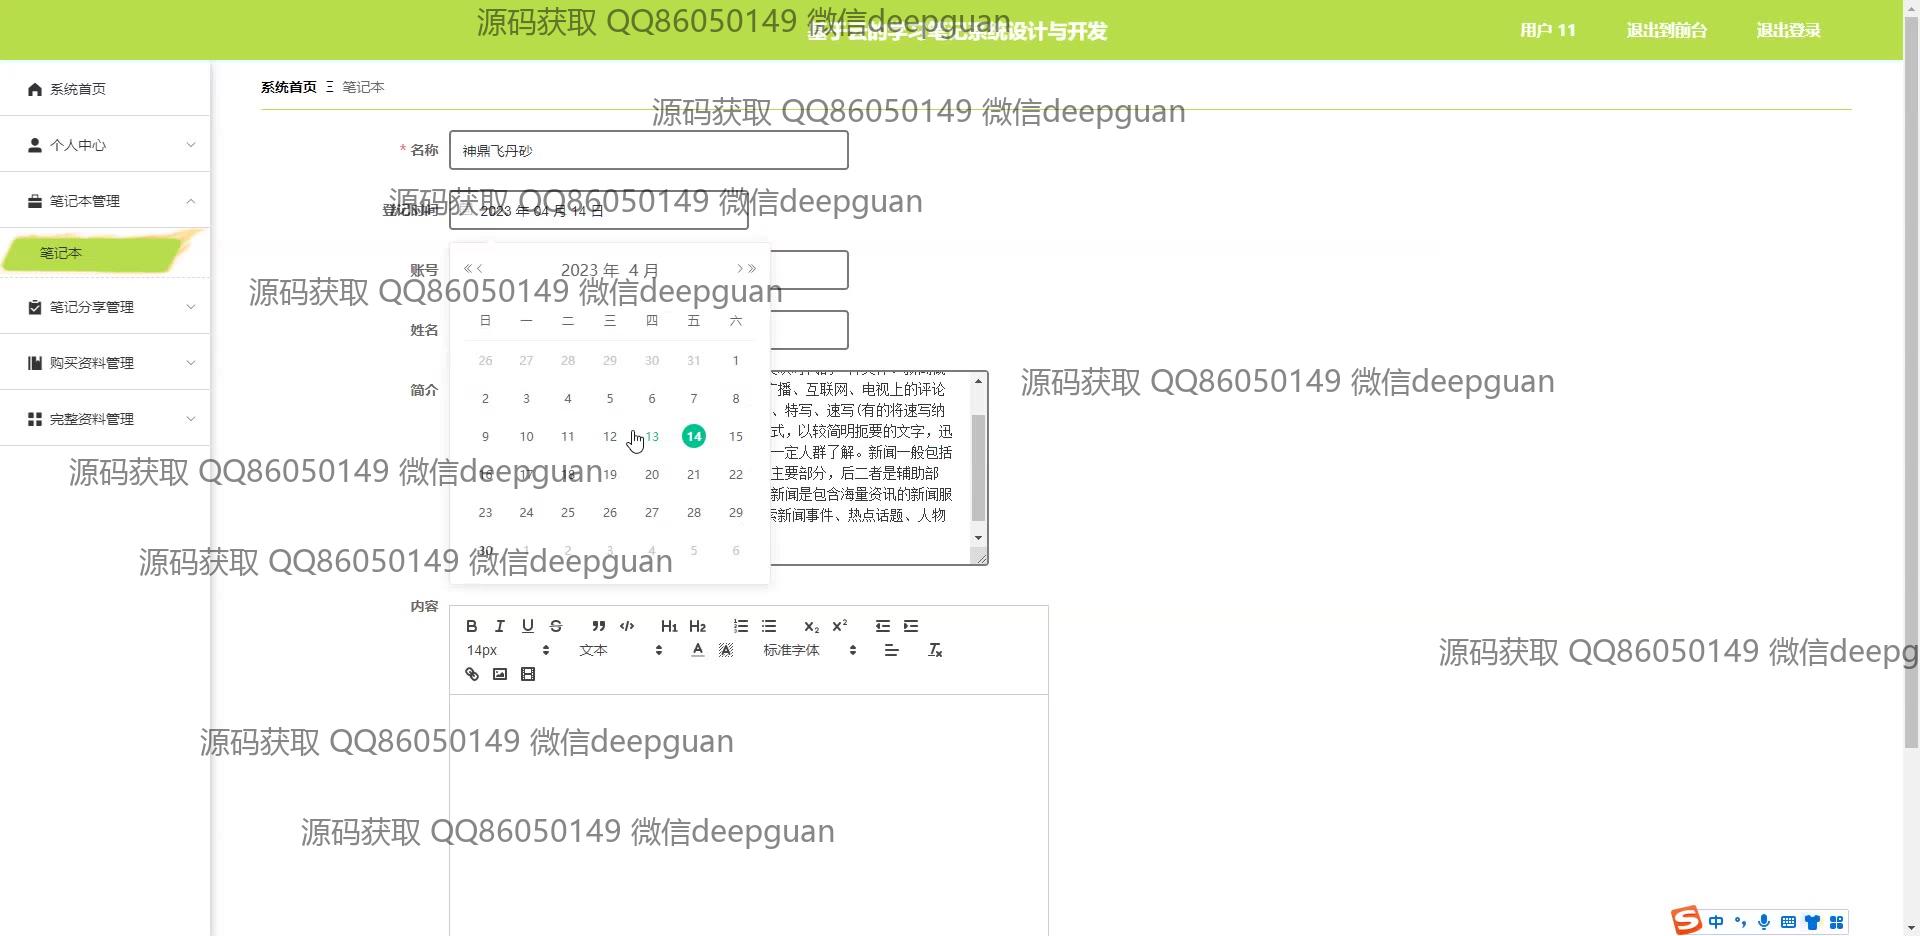 源码获取 QQ86050149 微信deepguan
基于云的学习笔记系统设计与开发
用户 11
退出到前台
退出登录
系统首页
个人中心
笔记本管理
笔记本
笔记分享管理
购买资料管理
完整资料管理
系统首页 Ξ 笔记本
源码获取 QQ86050149 微信deepguan
* 名称
神鼎飞丹砂
源码获取 QQ86050149 微信deepguan
登记时间
2023 年 04 月 14 日
账号
« ‹ 2023 年 4 月 › »
源码获取 QQ86050149 微信deepguan
日 一 二 三 四 五 六
姓名
26 27 28 29 30 31 1
源码获取 QQ86050149 微信deepguan
简介
2 3 4 5 6 7 8
9 10 11 12 13 14 15
16 17 18 19 20 21 22
23 24 25 26 27 28 29
30 1 2 3 4 5 6
广播、互联网、电视上的评论
、特写、速写(有的将速写纳
式，以较简明扼要的文字，迅
一定人群了解。新闻一般包括
主要部分，后二者是辅助部
新闻是包含海量资讯的新闻服
索新闻事件、热点话题、人物
源码获取 QQ86050149 微信deepguan
源码获取 QQ86050149 微信deepguan
内容
B I U S ” </> H1 H2 X2 X2
14px 文本 A A 标准字体 Tx
源码获取 QQ86050149 微信deepg
源码获取 QQ86050149 微信deepguan
源码获取 QQ86050149 微信deepguan
S 中